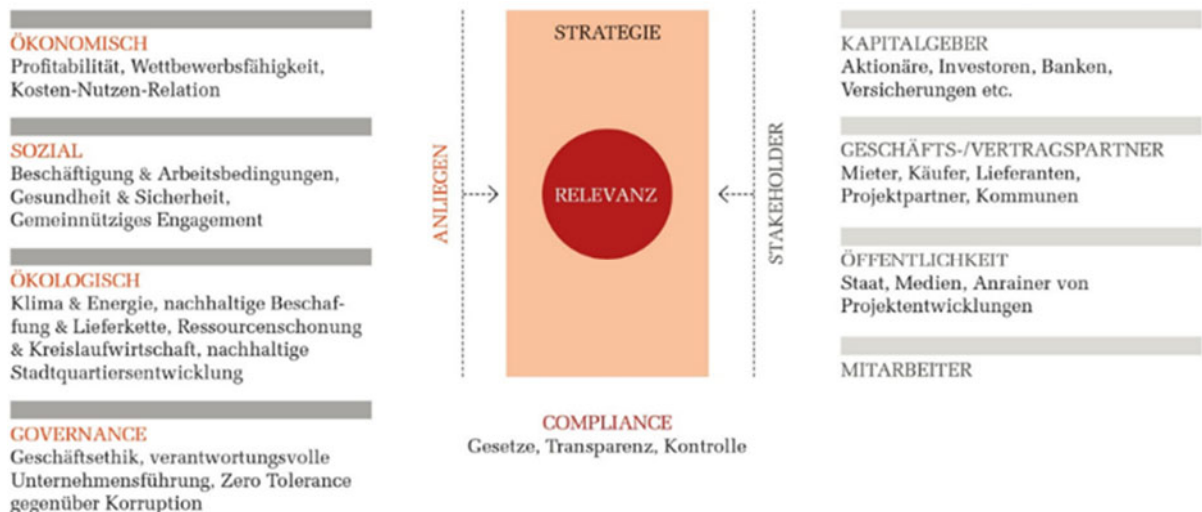 ÖKONOMISCH
Profitabilität, Wettbewerbsfähigkeit,
Kosten-Nutzen-Relation
SOZIAL
Beschäftigung & Arbeitsbedingungen,
Gesundheit & Sicherheit,
Gemeinnütziges Engagement
ÖKOLOGISCH
Klima & Energie, nachhaltige Beschaf-
fung & Lieferkette, Ressourcenschonung
& Kreislaufwirtschaft, nachhaltige
Stadtquartiersentwicklung
GOVERNANCE
Geschäftsethik, verantwortungsvolle
Unternehmensführung, Zero Tolerance
gegenüber Korruption
ANLIEGEN
STRATEGIE
RELEVANZ
STAKEHOLDER
COMPLIANCE
Gesetze, Transparenz, Kontrolle
KAPITALGEBER
Aktionäre, Investoren, Banken,
Versicherungen etc.
GESCHÄFTS-/VERTRAGSPARTNER
Mieter, Käufer, Lieferanten,
Projektpartner, Kommunen
ÖFFENTLICHKEIT
Staat, Medien, Anrainer von
Projektentwicklungen
MITARBEITER